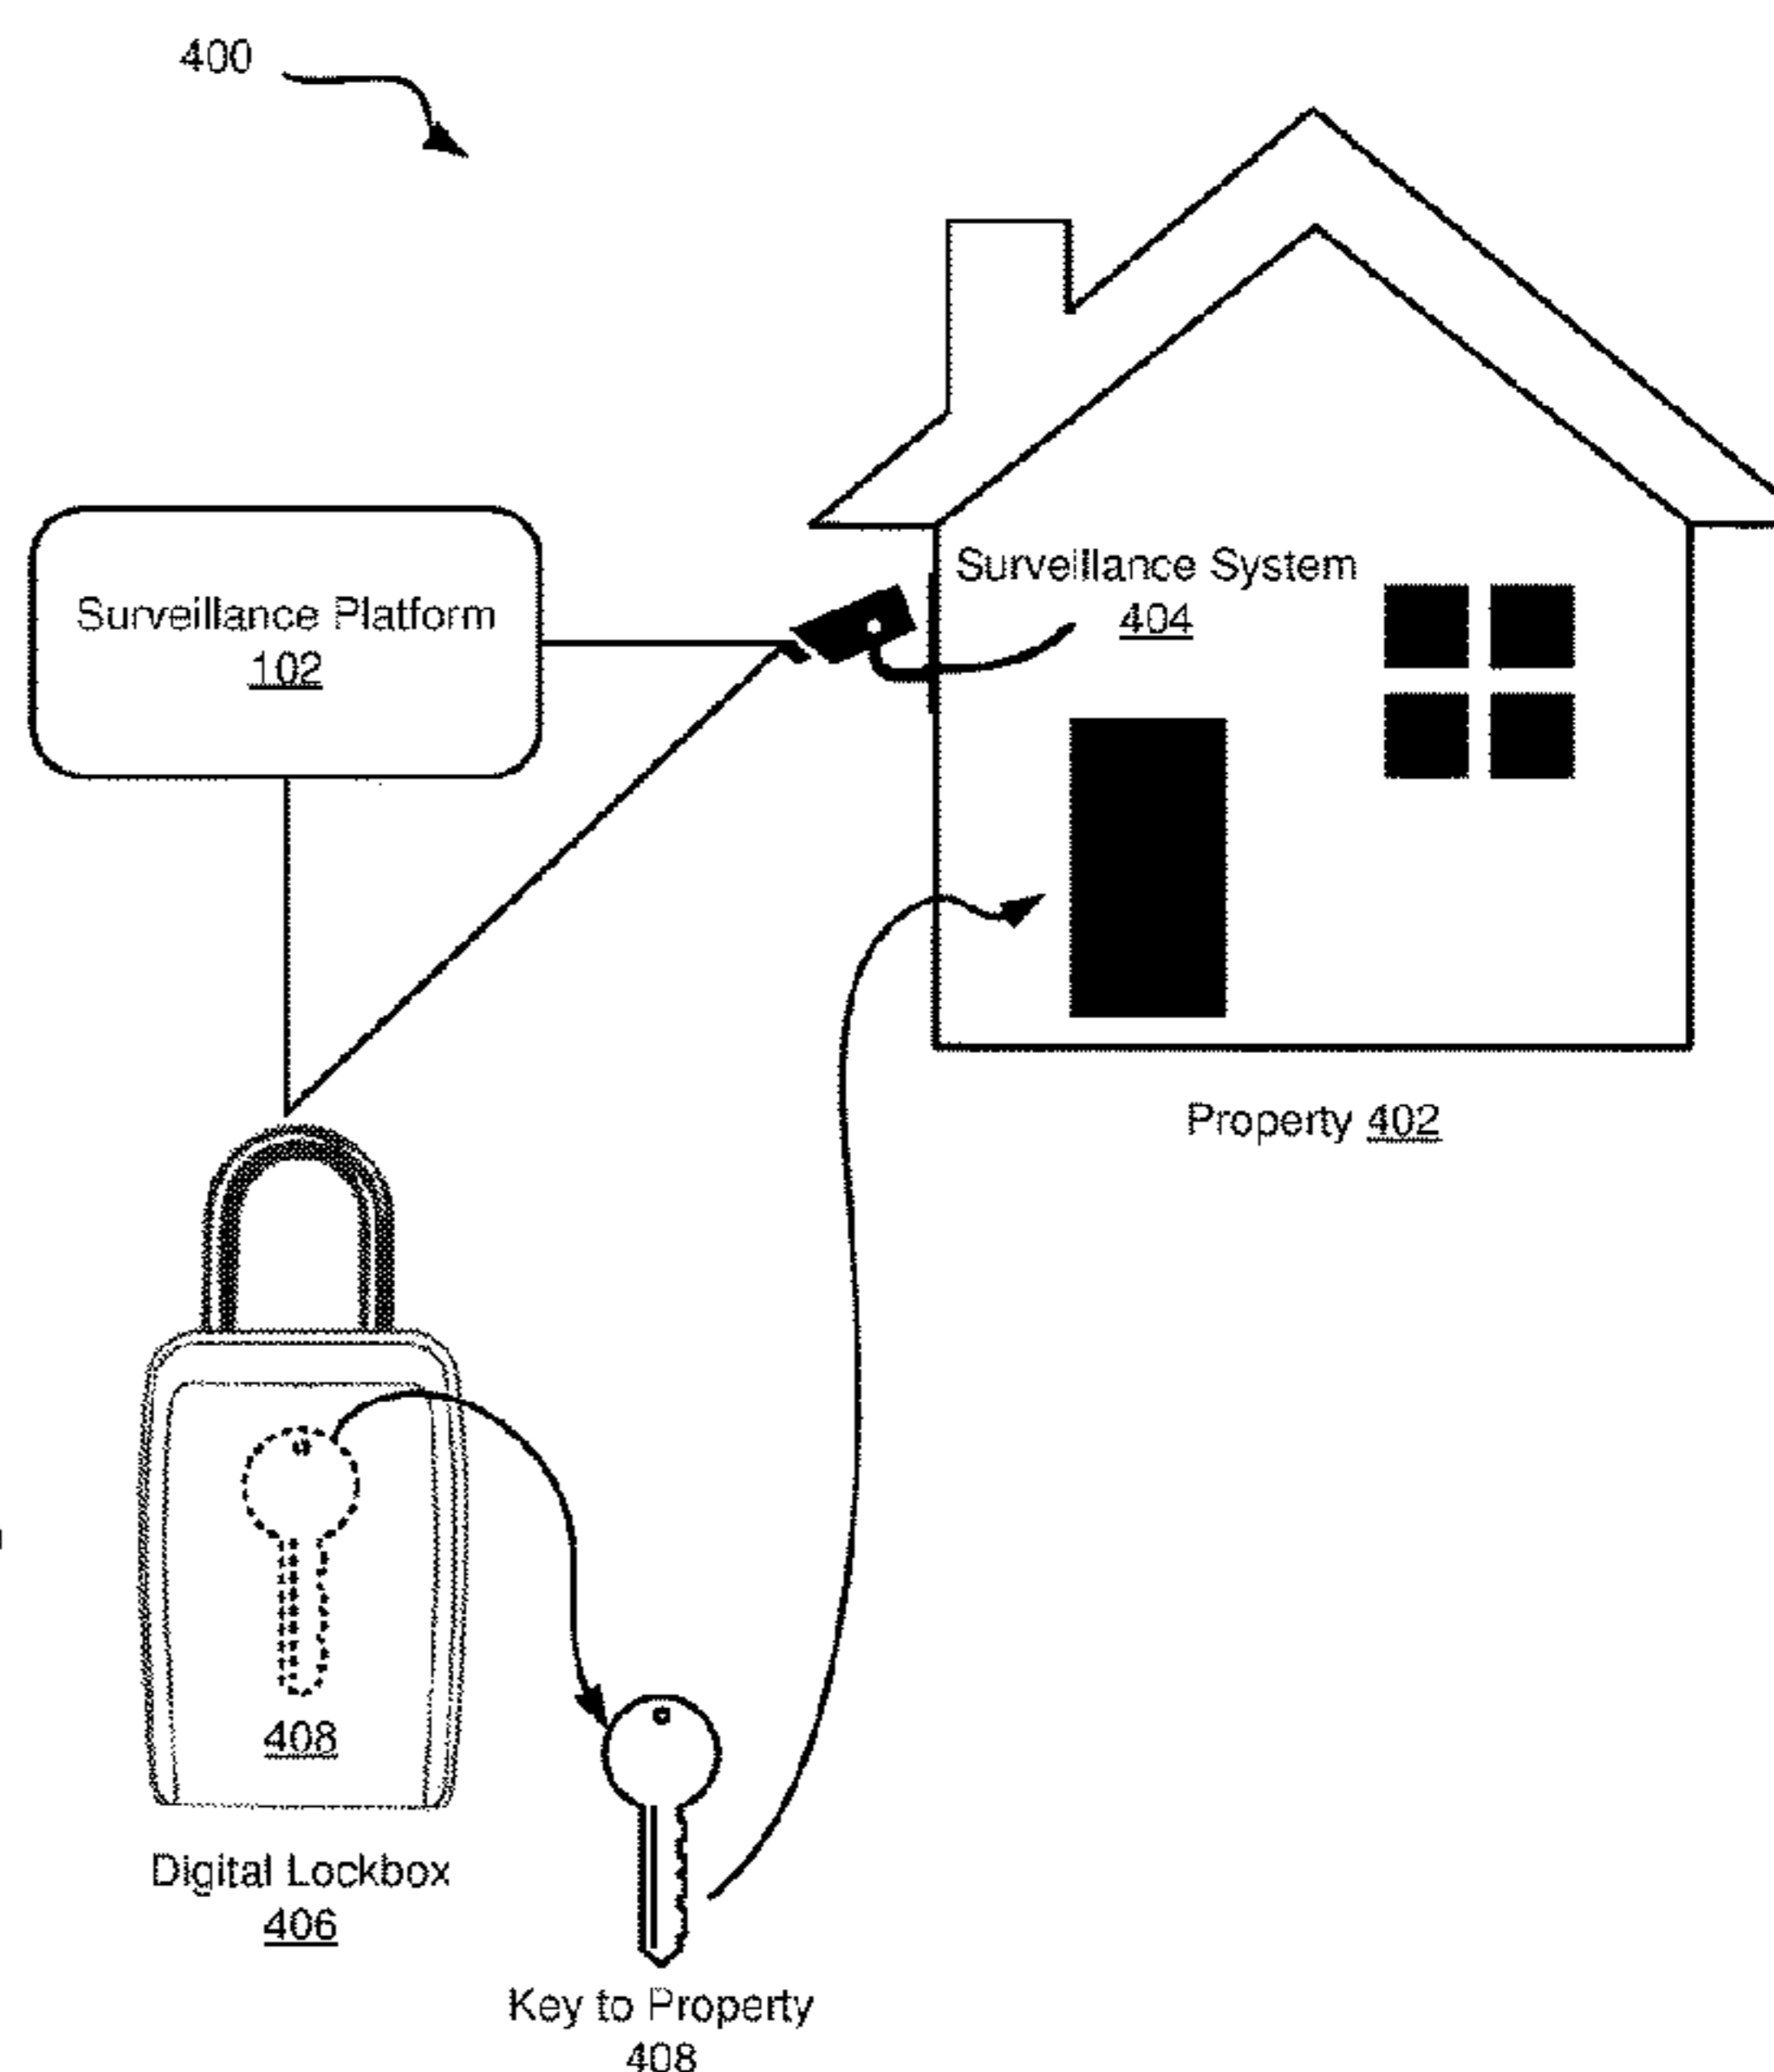 400
Surveillance Platform
102
Surveillance System
404
Property 402
408
Digital Lockbox
406
Key to Property
408